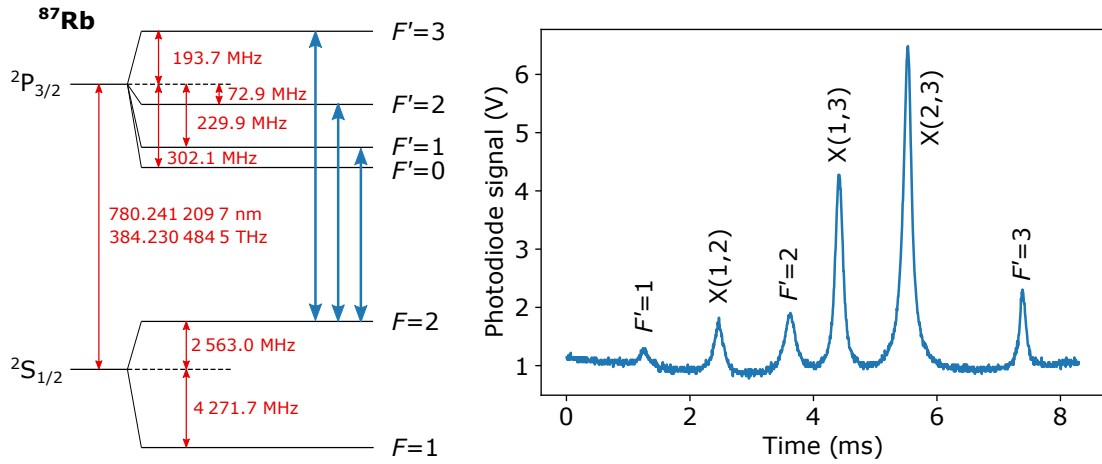 ⁸⁷Rb
F'=3
193.7 MHz
²P₃/₂
72.9 MHz
F'=2
229.9 MHz
F'=1
302.1 MHz
F'=0
780.241 209 7 nm
384.230 484 5 THz
F=2
2 563.0 MHz
²S₁/₂
4 271.7 MHz
F=1
Photodiode signal (V)
6
5
4
3
2
1
F'=1
X(1,2)
F'=2
X(1,3)
X(2,3)
F'=3
0 2 4 6 8
Time (ms)